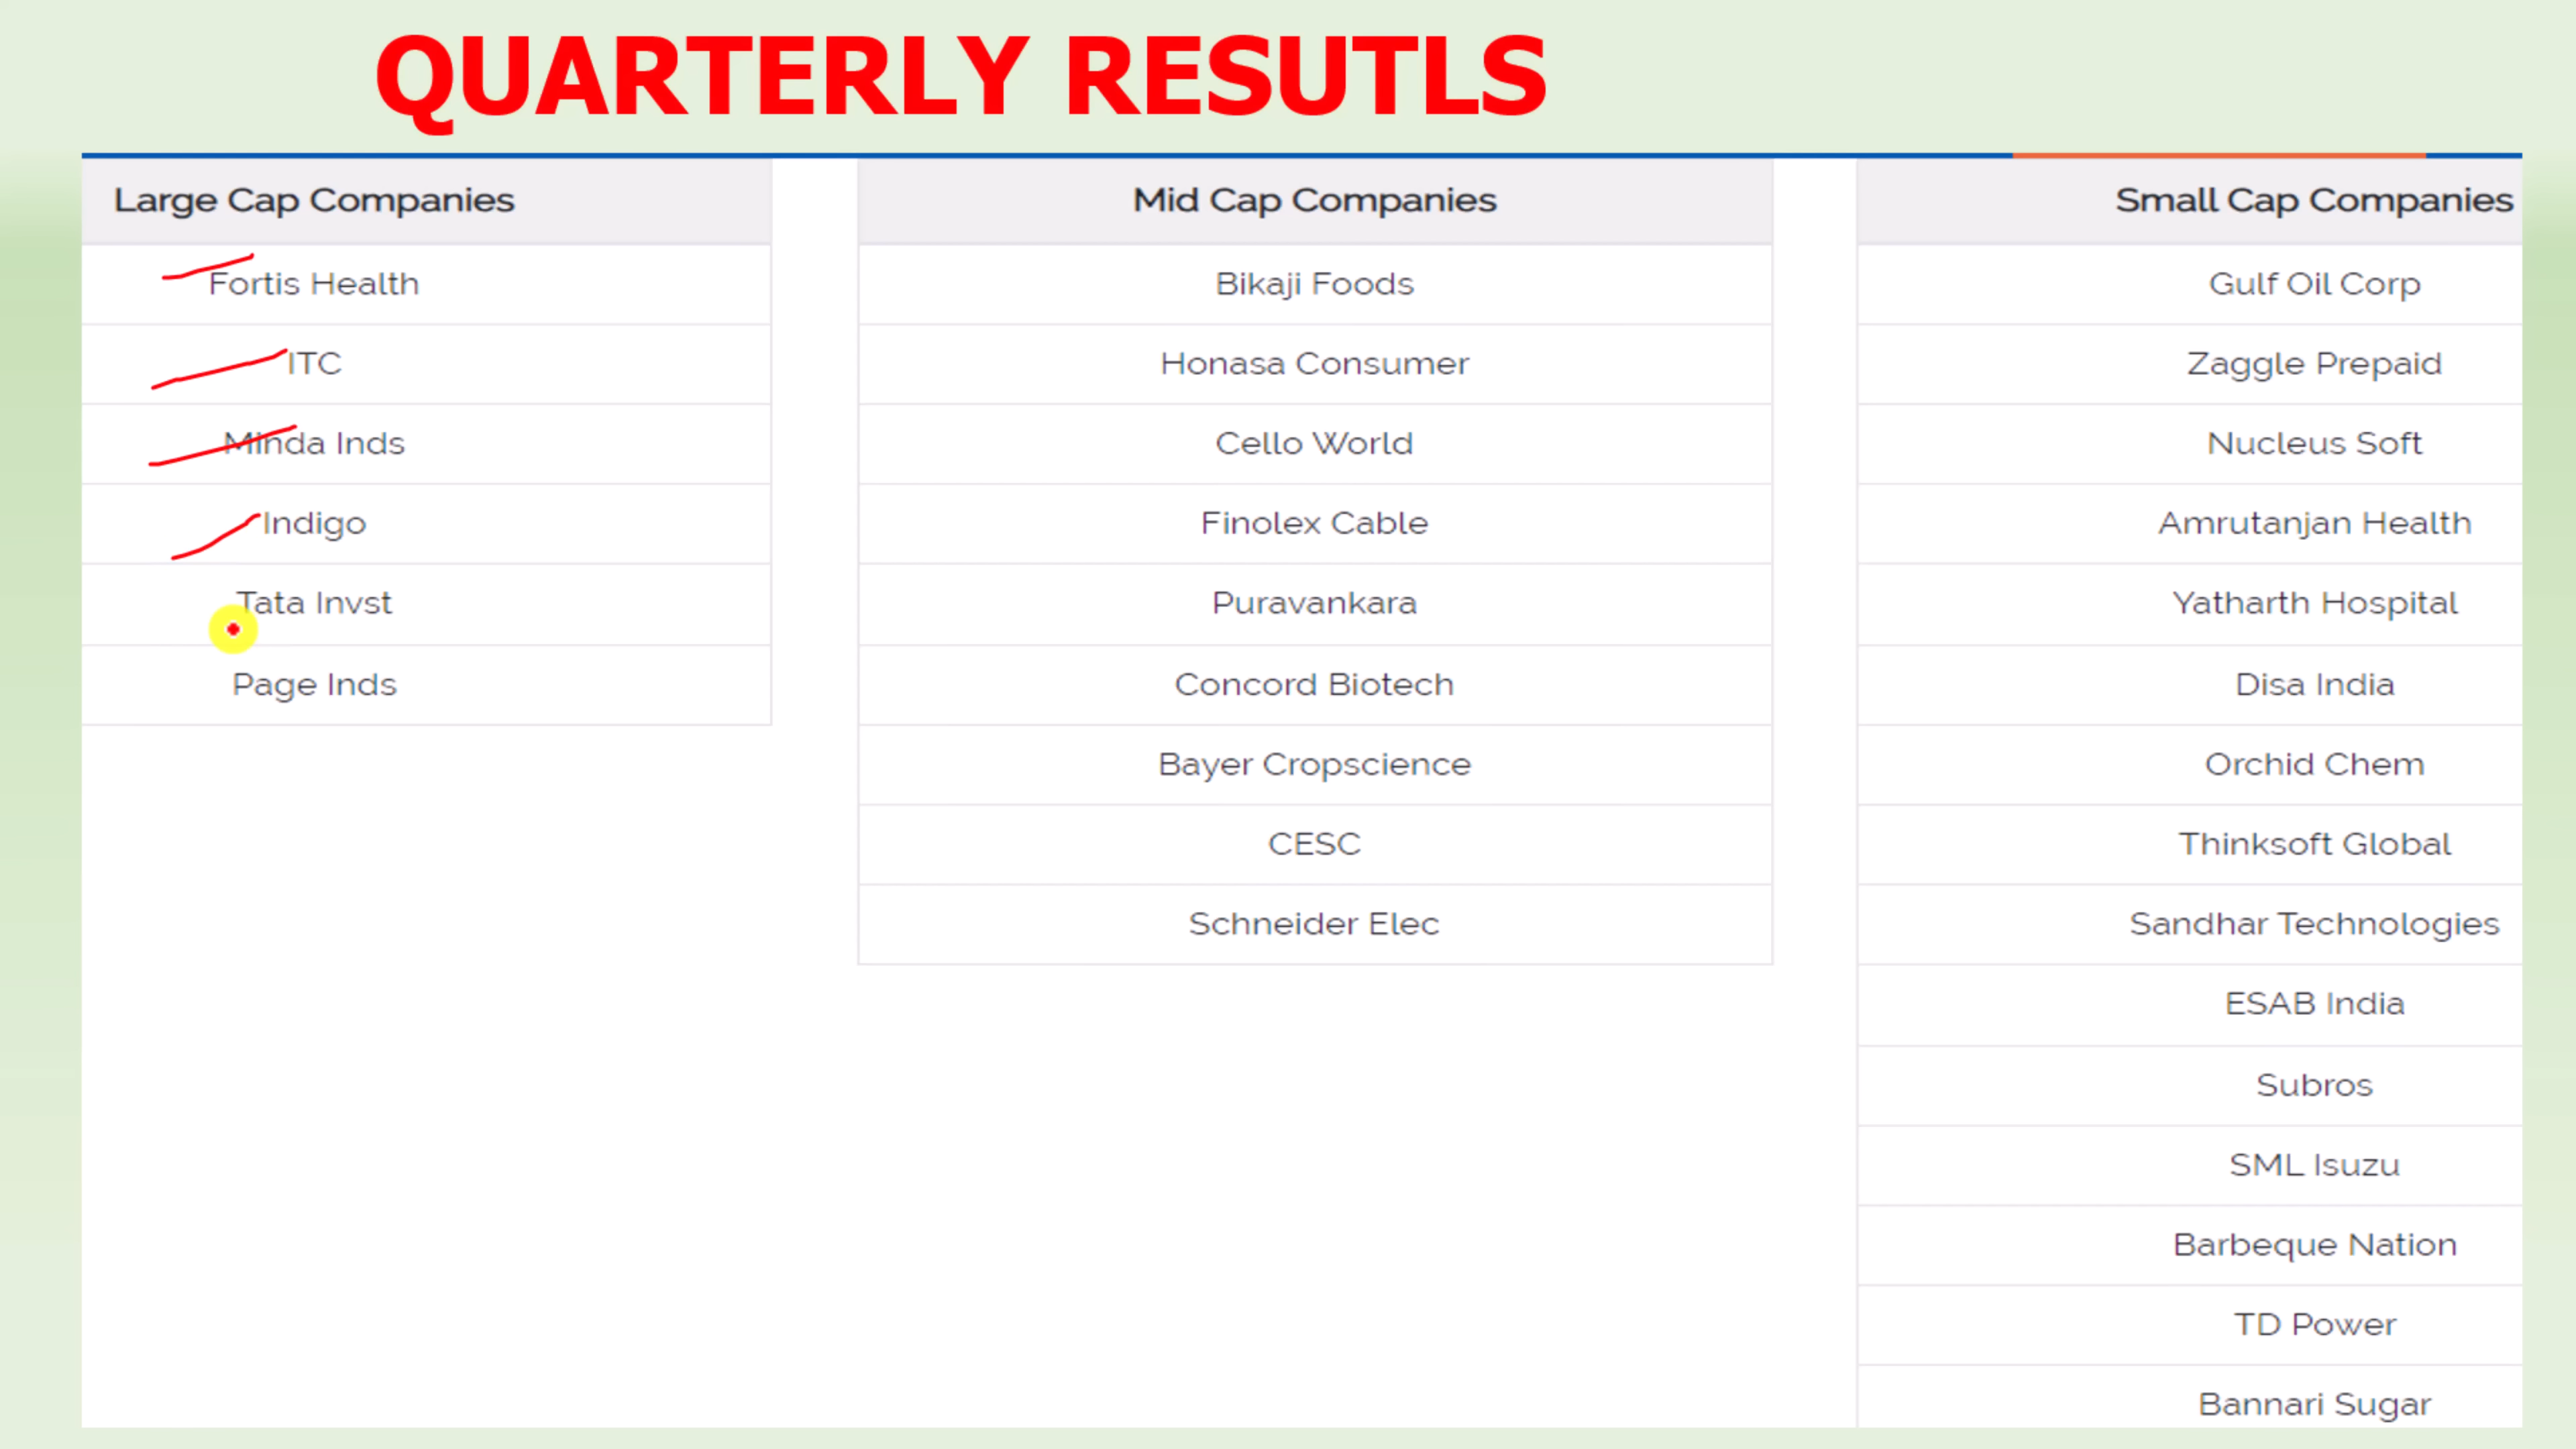 QUARTERLY RESUTLS
Large Cap Companies
Fortis Health
ITC
Minda Inds
Indigo
Tata Invst
Page Inds
Mid Cap Companies
Bikaji Foods
Honasa Consumer
Cello World
Finolex Cable
Puravankara
Concord Biotech
Bayer Cropscience
CESC
Schneider Elec
Small Cap Companies
Gulf Oil Corp
Zaggle Prepaid
Nucleus Soft
Amrutanjan Health
Yatharth Hospital
Disa India
Orchid Chem
Thinksoft Global
Sandhar Technologies
ESAB India
Subros
SML Isuzu
Barbeque Nation
TD Power
Bannari Sugar